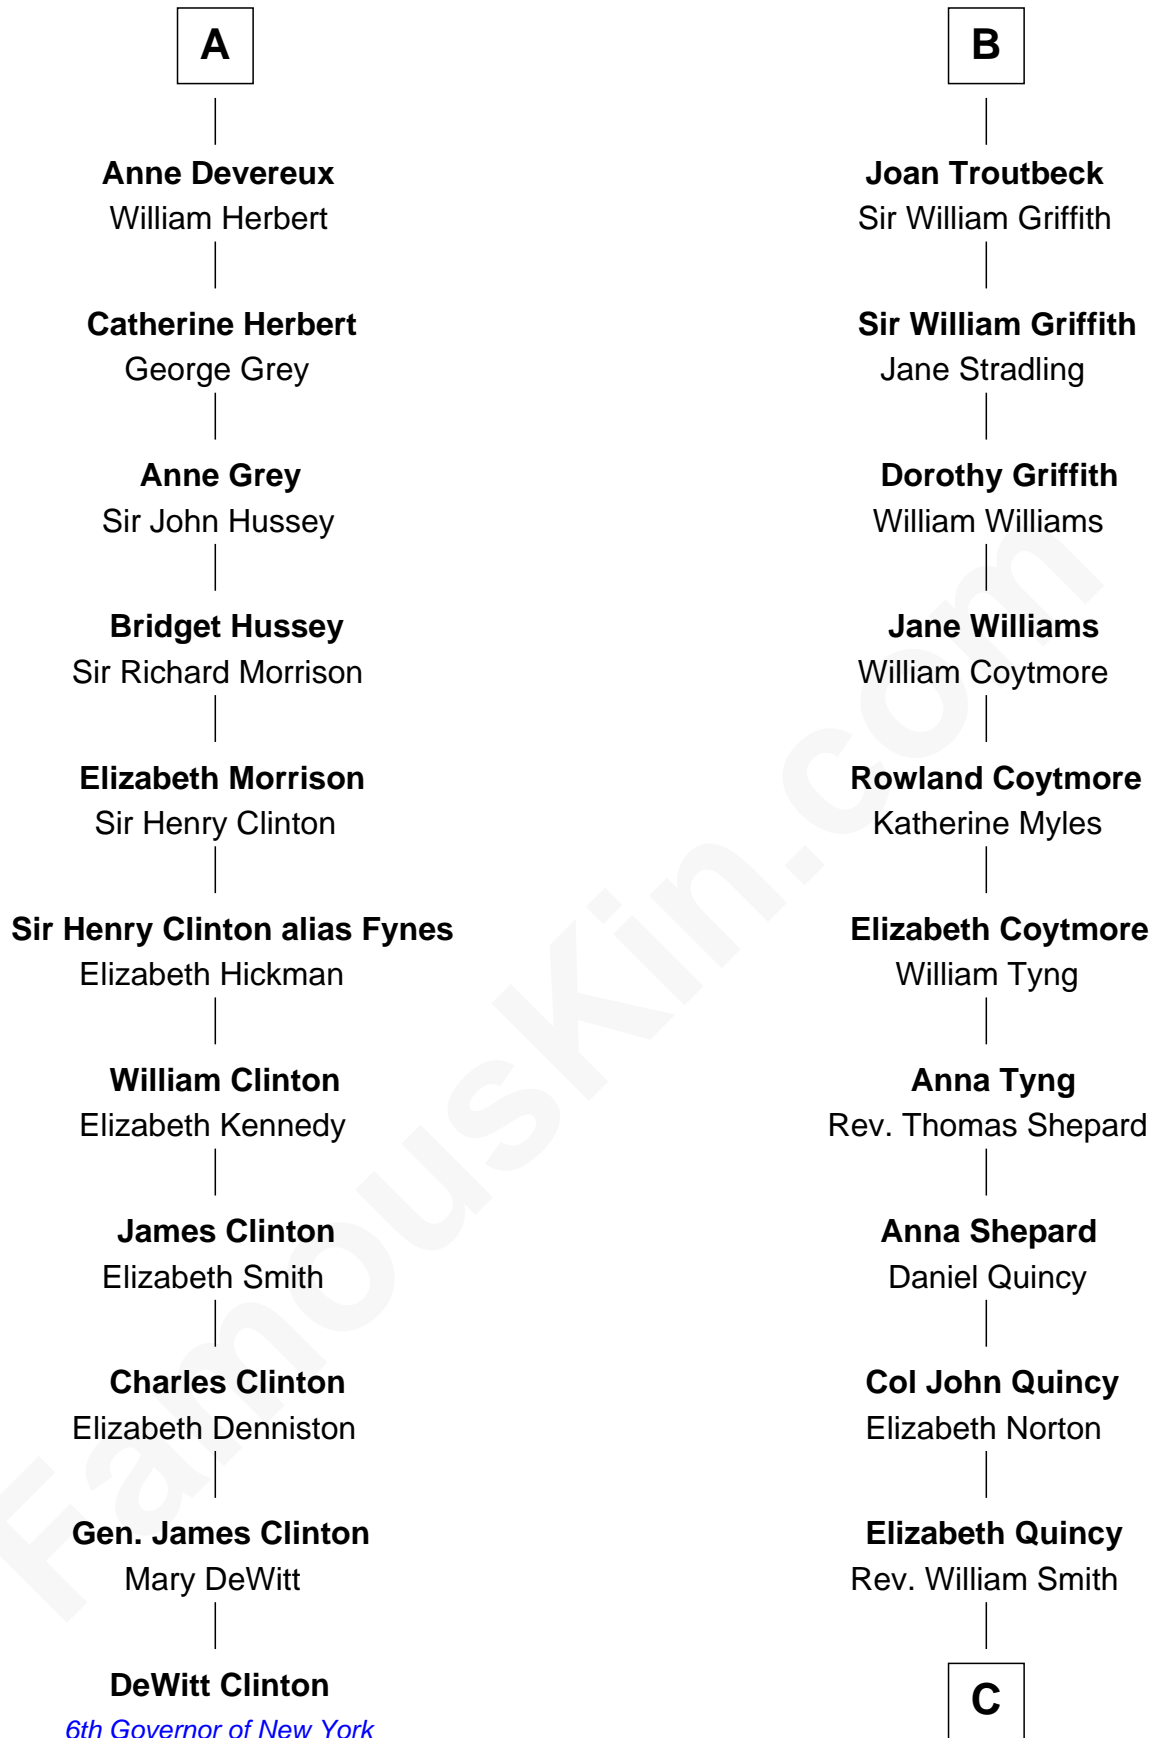 A
Anne Devereux
William Herbert
Catherine Herbert
George Grey
Anne Grey
Sir John Hussey
Bridget Hussey
Sir Richard Morrison
Elizabeth Morrison
Sir Henry Clinton
Sir Henry Clinton alias Fynes
Elizabeth Hickman
William Clinton
Elizabeth Kennedy
James Clinton
Elizabeth Smith
Charles Clinton
Elizabeth Denniston
Gen. James Clinton
Mary DeWitt
DeWitt Clinton
6th Governor of New York
B
Joan Troutbeck
Sir William Griffith
Sir William Griffith
Jane Stradling
Dorothy Griffith
William Williams
Jane Williams
William Coytmore
Rowland Coytmore
Katherine Myles
Elizabeth Coytmore
William Tyng
Anna Tyng
Rev. Thomas Shepard
Anna Shepard
Daniel Quincy
Col John Quincy
Elizabeth Norton
Elizabeth Quincy
Rev. William Smith
C
FamousKin.com